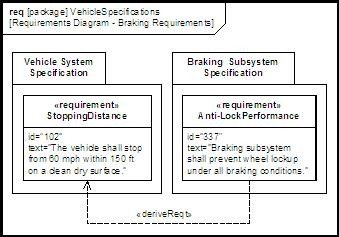 req [package] VehicleSpecifications
[Requirements Diagram - Braking Requirements]
Vehicle System
Specification
«requirement»
StoppingDistance
id="102"
text="The vehicle shall stop
from 60 mph within 150 ft
on a clean dry surface."
Braking Subsystem
Specification
«requirement»
Anti-LockPerformance
id="337"
text="Braking subsystem
shall prevent wheel lockup
under all braking conditions."
«deriveReqt»